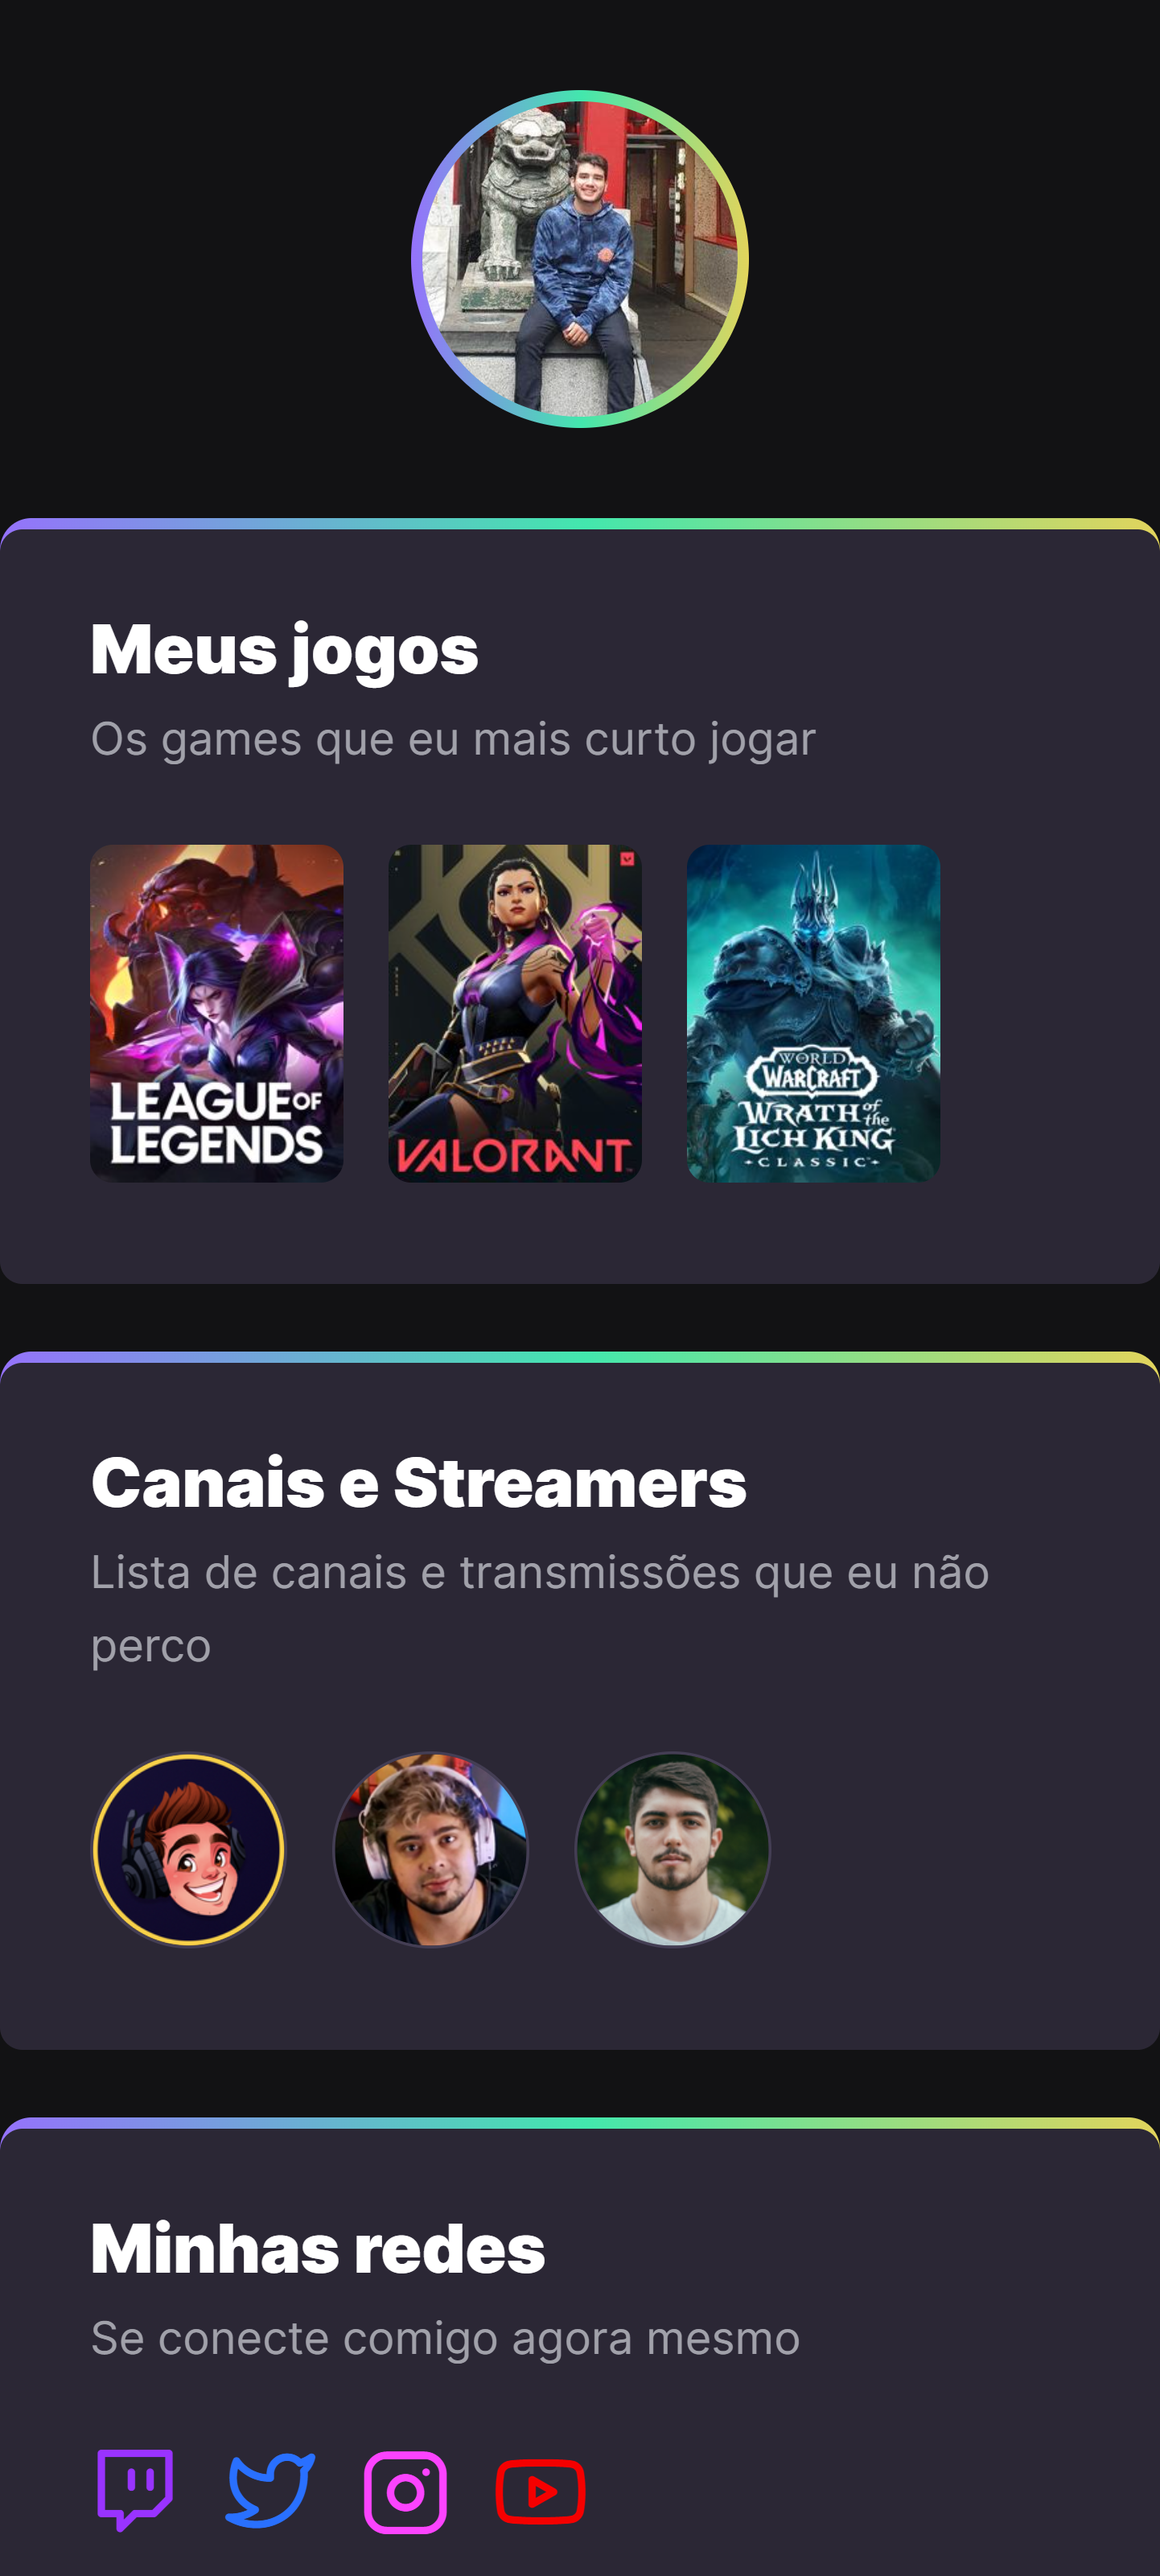 Meus jogos
Os games que eu mais curto jogar
LEAGUE OF
LEGENDS
VALORANT
WORLD
WARCRAFT
WRATH of the
LICH KING
CLASSIC
Canais e Streamers
Lista de canais e transmissões que eu não
perco
Minhas redes
Se conecte comigo agora mesmo